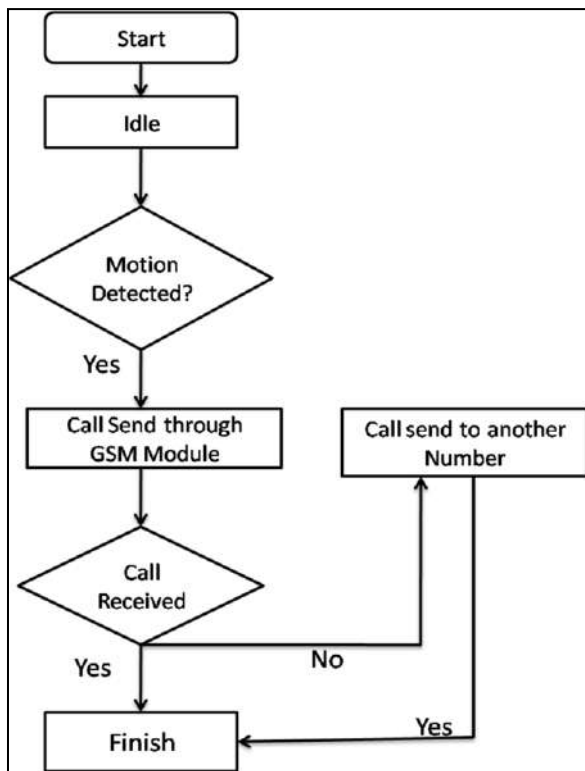 Start
Idle
Motion
Detected?
Yes
Call Send through
GSM Module
Call send to another
Number
Call
Received
Yes
No
Yes
Finish